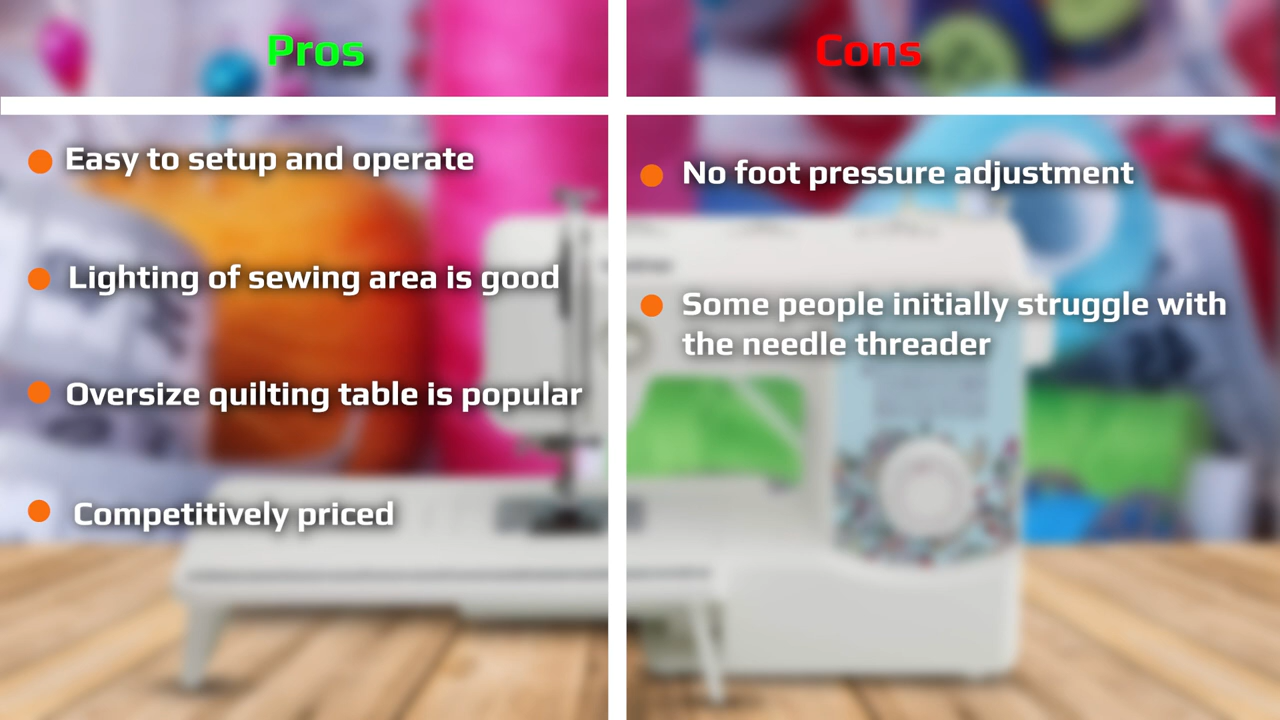 Pros
Easy to setup and operate
Lighting of sewing area is good
Oversize quilting table is popular
Competitively priced
Cons
No foot pressure adjustment
Some people initially struggle with
the needle threader